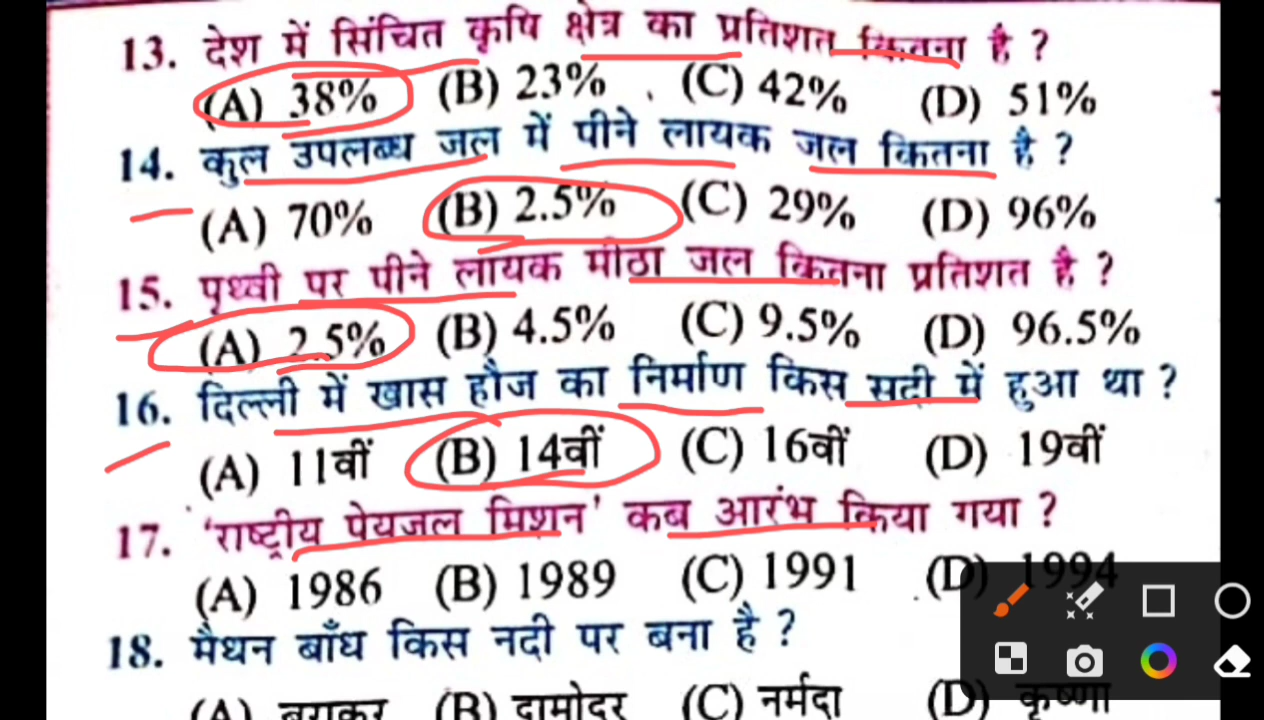 13. देश में सिंचित कृषि क्षेत्र का प्रतिशत कितना है ?
(A) 38% (B) 23% (C) 42% (D) 51%
14. कुल उपलब्ध जल में पीने लायक जल कितना है ?
(A) 70% (B) 2.5% (C) 29% (D) 96%
15. पृथ्वी पर पीने लायक मीठा जल कितना प्रतिशत है ?
(A) 2.5% (B) 4.5% (C) 9.5% (D) 96.5%
16. दिल्ली में खास हौज का निर्माण किस सदी में हुआ था ?
(A) 11वीं (B) 14वीं (C) 16वीं (D) 19वीं
17. 'राष्ट्रीय पेयजल मिशन' कब आरंभ किया गया ?
(A) 1986 (B) 1989 (C) 1991 (D) 1994
18. मैथन बाँध किस नदी पर बना है ?
(A) बराकर (B) दामोदर (C) नर्मदा (D) कृष्णा